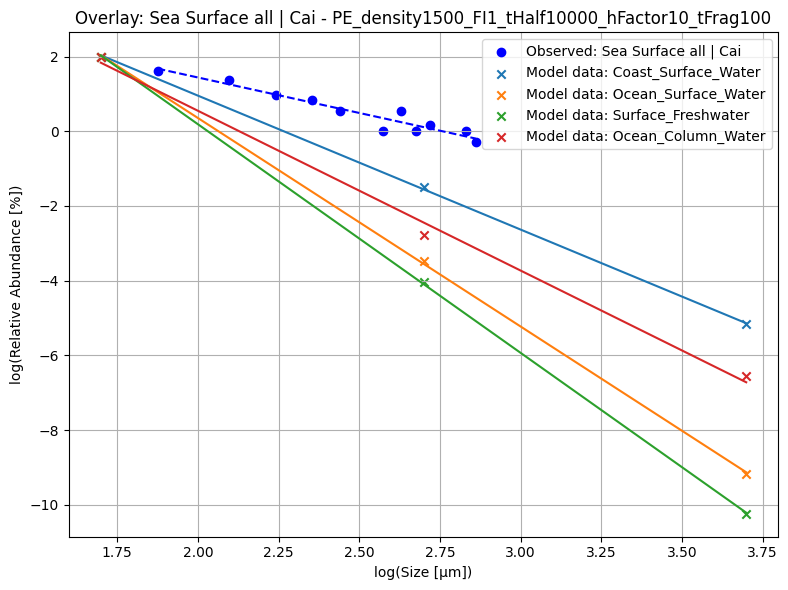 Overlay: Sea Surface all | Cai - PE_density1500_FI1_tHalf10000_hFactor10_tFrag100
Observed: Sea Surface all | Cai
Model data: Coast_Surface_Water
Model data: Ocean_Surface_Water
Model data: Surface_Freshwater
Model data: Ocean_Column_Water
log(Relative Abundance [%])
2
0
−2
−4
−6
−8
−10
1.75 2.00 2.25 2.50 2.75 3.00 3.25 3.50 3.75
log(Size [μm])